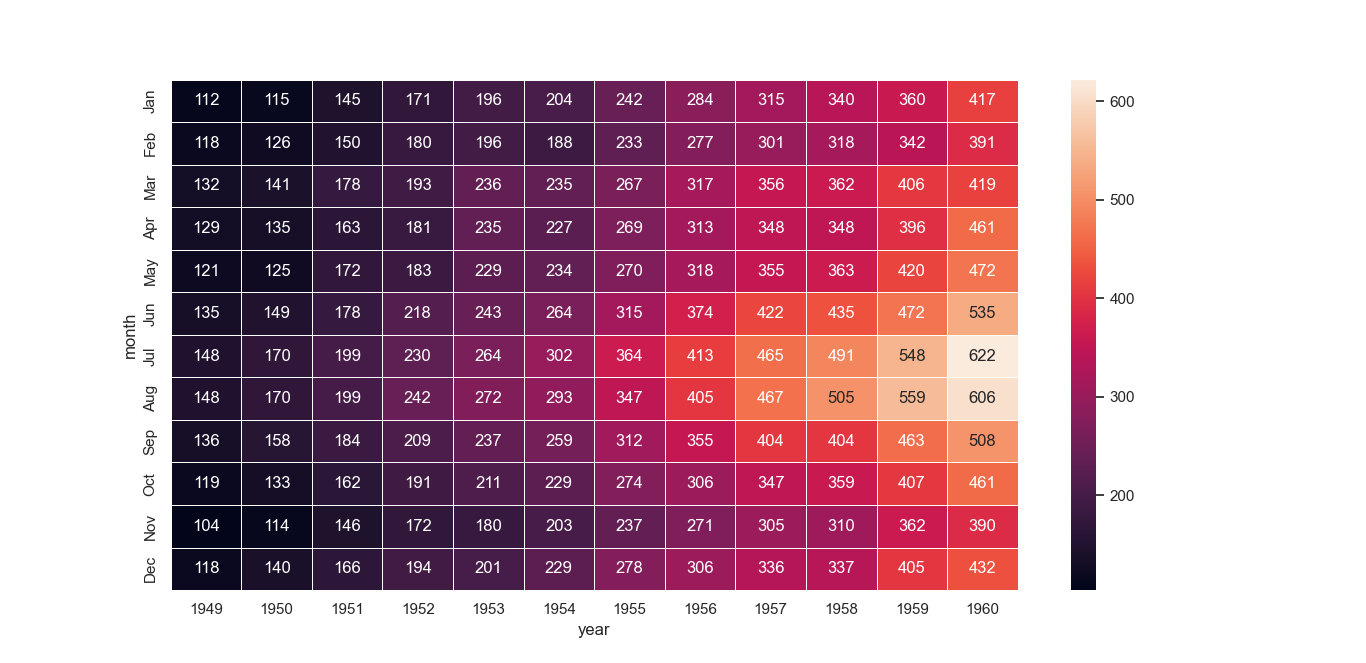 Jan 112 115 145 171 196 204 242 284 315 340 360 417
Feb 118 126 150 180 196 188 233 277 301 318 342 391
Mar 132 141 178 193 236 235 267 317 356 362 406 419
Apr 129 135 163 181 235 227 269 313 348 348 396 461
May 121 125 172 183 229 234 270 318 355 363 420 472
Jun 135 149 178 218 243 264 315 374 422 435 472 535
Jul 148 170 199 230 264 302 364 413 465 491 548 622
Aug 148 170 199 242 272 293 347 405 467 505 559 606
Sep 136 158 184 209 237 259 312 355 404 404 463 508
Oct 119 133 162 191 211 229 274 306 347 359 407 461
Nov 104 114 146 172 180 203 237 271 305 310 362 390
Dec 118 140 166 194 201 229 278 306 336 337 405 432
1949 1950 1951 1952 1953 1954 1955 1956 1957 1958 1959 1960
year
month
600
500
400
300
200